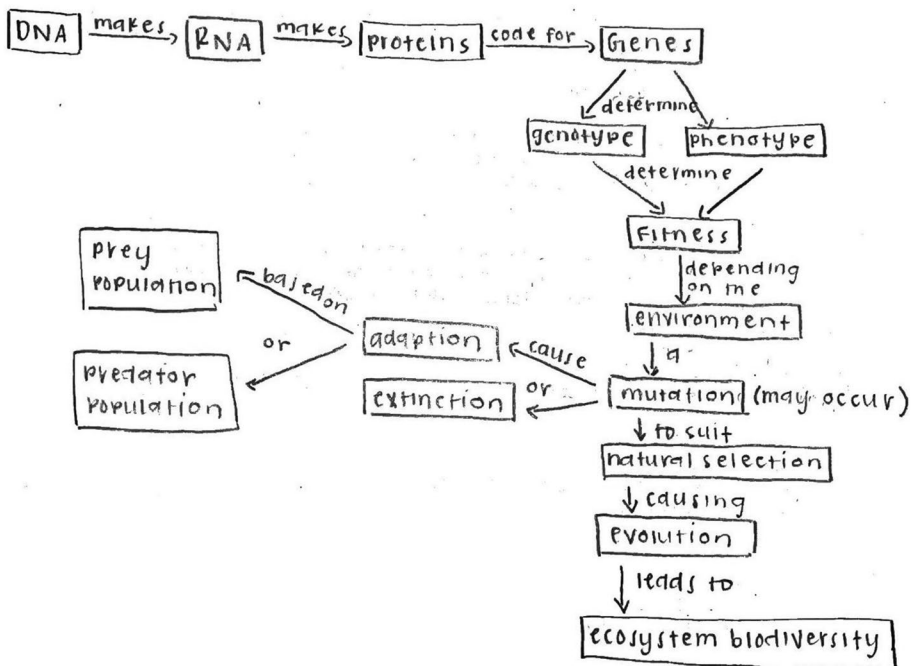 DNA makes RNA makes proteins code for Genes
determine
genotype phenotype
determine
Fitness
depending
on the
environment
a
mutation (may occur)
cause
or
adaption
extinction
based on
or
prey
population
predator
population
to suit
natural selection
causing
evolution
leads to
ecosystem biodiversity